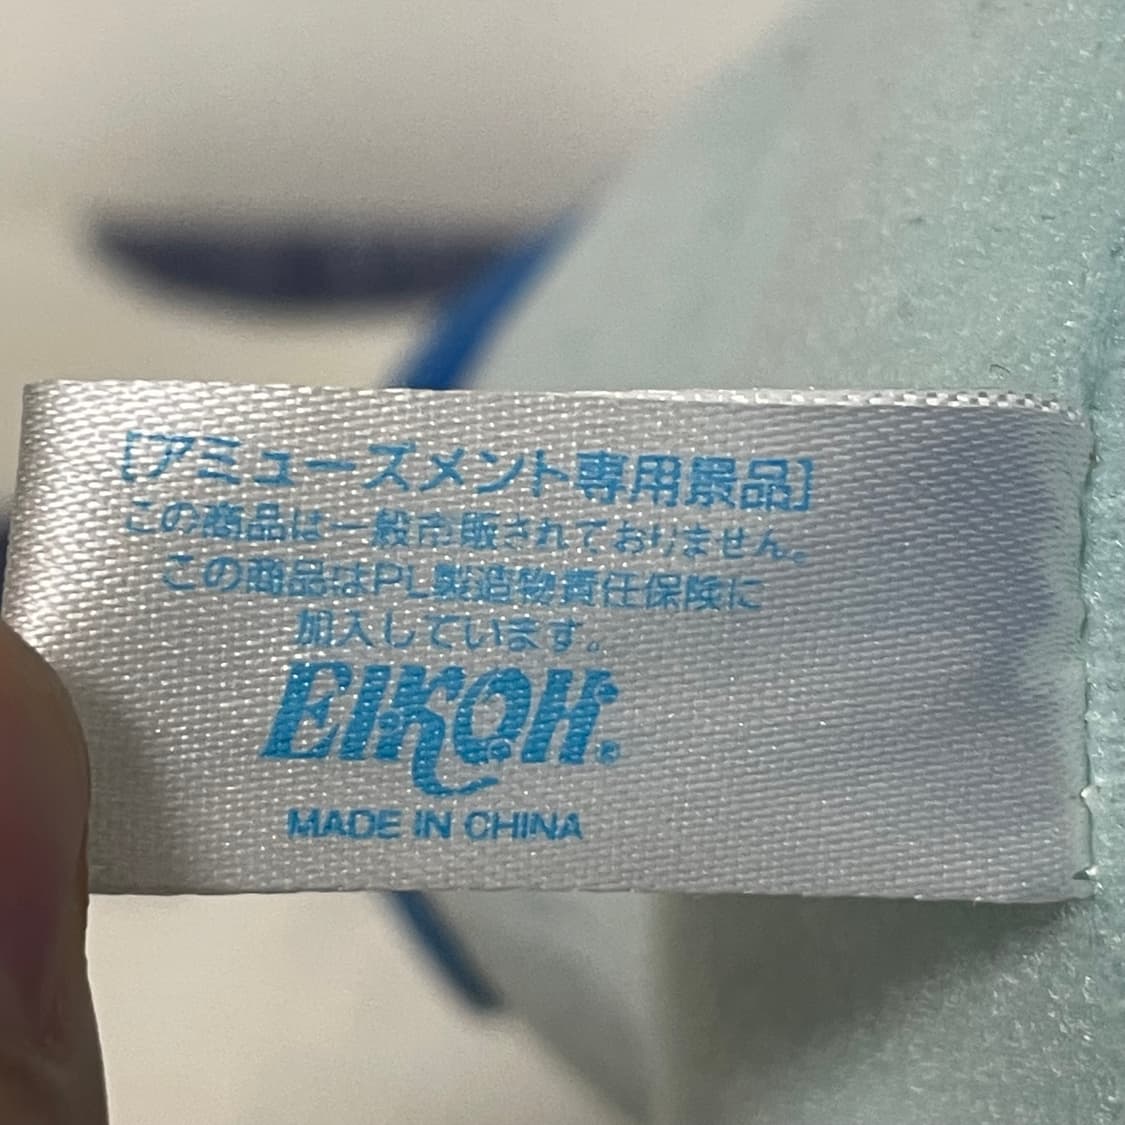 [アミューズメント専用景品]
この商品は一般市販されておりません。
この商品はPL製造物責任保険に
加入しています。
EIKOH®
MADE IN CHINA